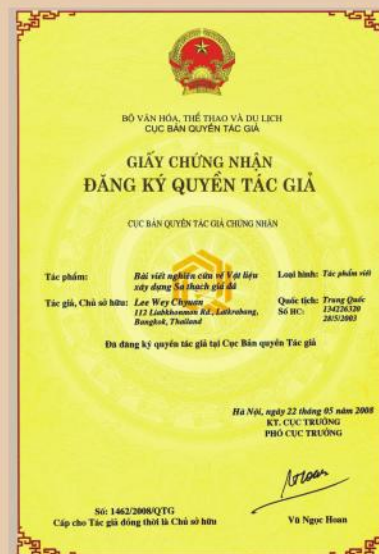 BỘ VĂN HÓA, THỂ THAO VÀ DU LỊCH
CỤC BẢN QUYỀN TÁC GIẢ
GIẤY CHỨNG NHẬN
ĐĂNG KÝ QUYỀN TÁC GIẢ
CỤC BẢN QUYỀN TÁC GIẢ CHỨNG NHẬN
Tác phẩm: Bài viết nghiên cứu về Vật liệu xây dựng Sa thạch giả đá
Loại hình: Tác phẩm viết
Tác giả, Chủ sở hữu: Lee Wey Chyuan
112 Liabkhonmon Rd., Latkrabang,
Bangkok, Thailand
Quốc tịch: Trung Quốc
Số HC: 134226320
28/5/2003
Đã đăng ký quyền tác giả tại Cục Bản quyền Tác giả
Hà Nội, ngày 22 tháng 05 năm 2008
KT. CỤC TRƯỞNG
PHÓ CỤC TRƯỞNG
Số: 1462/2008/QTG
Cấp cho Tác giả đồng thời là Chủ sở hữu
Vũ Ngọc Hoan